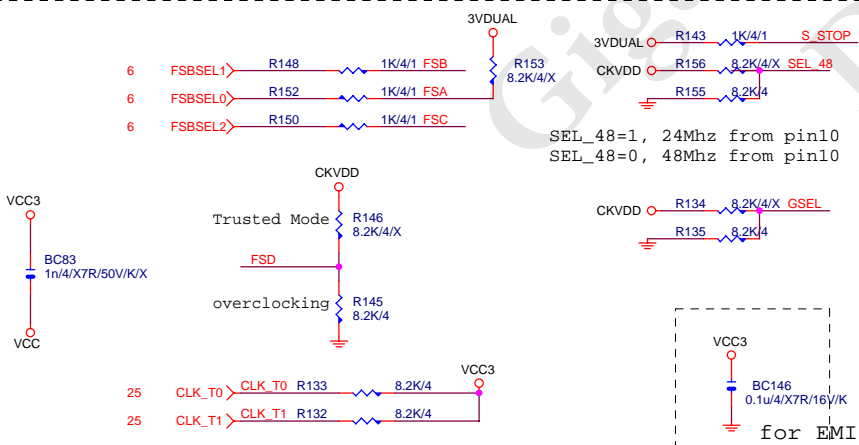 3VDUAL
R153
8.2K/4/X
6 FSBSEL1 R148 1K/4/1 FSB
6 FSBSEL0 R152 1K/4/1 FSA
6 FSBSEL2 R150 1K/4/1 FSC
3VDUAL R143 1K/4/1 S_STOP
CKVDD R156 8.2K/4/X SEL_48
R155 8.2K/4
SEL_48=1, 24Mhz from pin10
SEL_48=0, 48Mhz from pin10
CKVDD
Trusted Mode R146
8.2K/4/X
FSD
overclocking R145
8.2K/4
CKVDD R134 8.2K/4/X GSEL
R135 8.2K/4
VCC3
BC83
1n/4/X7R/50V/K/X
VCC
VCC3
25 CLK_T0 CLK_T0 R133 8.2K/4
25 CLK_T1 CLK_T1 R132 8.2K/4
VCC3
BC146
0.1u/4/X7R/16V/K
for EMI